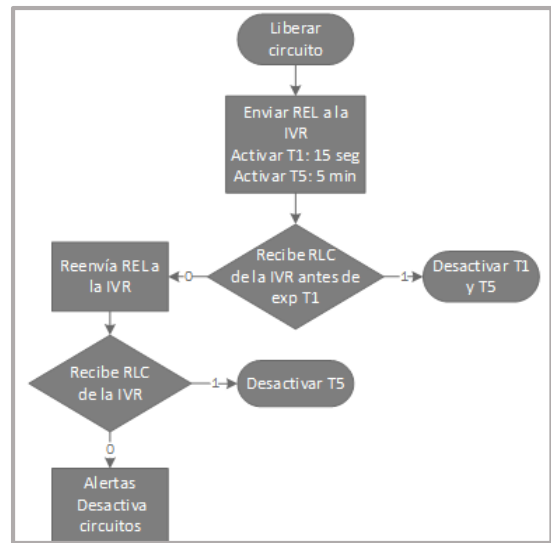 Liberar
circuito
Enviar REL a la
IVR
Activar T1: 15 seg
Activar T5: 5 min
Recibe RLC
de la IVR antes de
exp T1
0
1
Reenvía REL a
la IVR
Desactivar T1
y T5
Recibe RLC
de la IVR
1
Desactivar T5
0
Alertas
Desactiva
circuitos